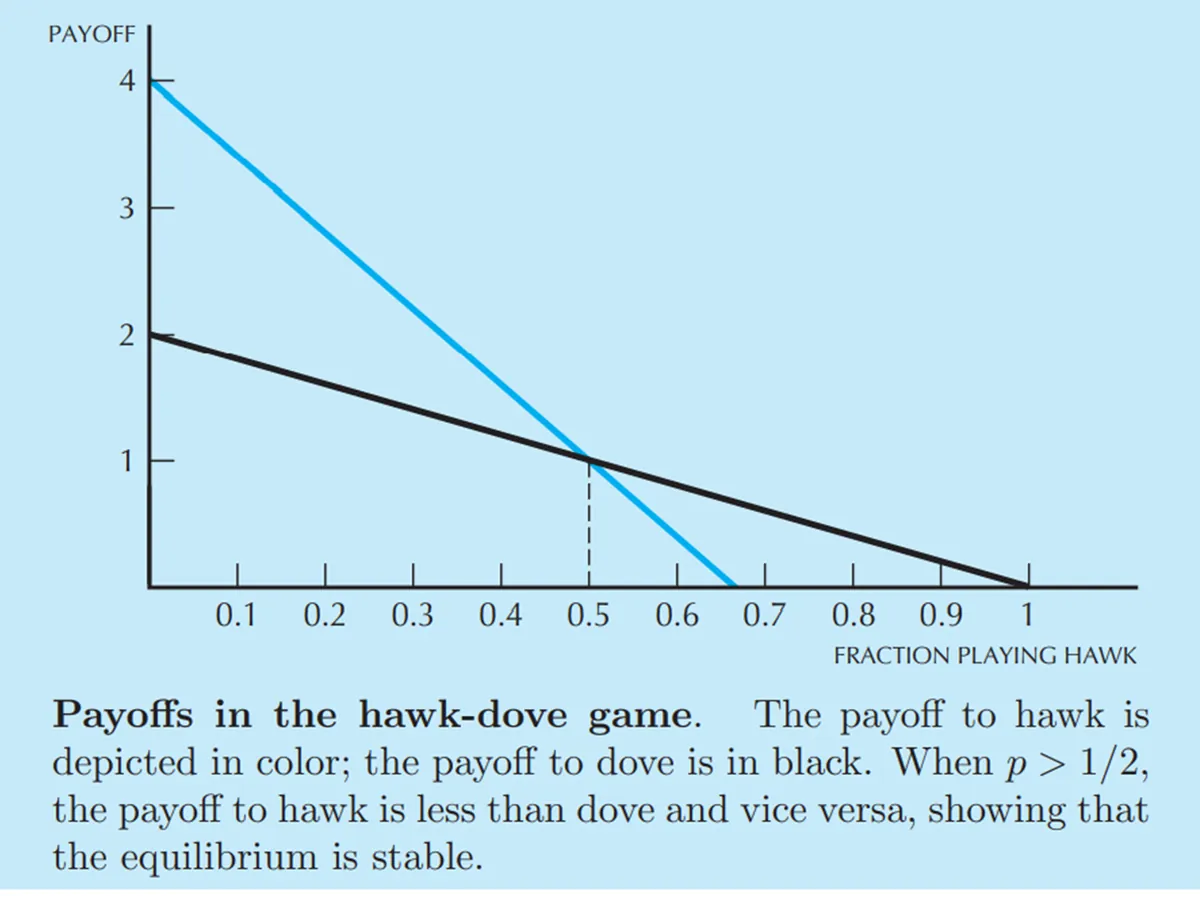 PAYOFF
4
3
2
1
0.1 0.2 0.3 0.4 0.5 0.6 0.7 0.8 0.9 1
FRACTION PLAYING HAWK
Payoffs in the hawk-dove game. The payoff to hawk is
depicted in color; the payoff to dove is in black. When p > 1/2,
the payoff to hawk is less than dove and vice versa, showing that
the equilibrium is stable.